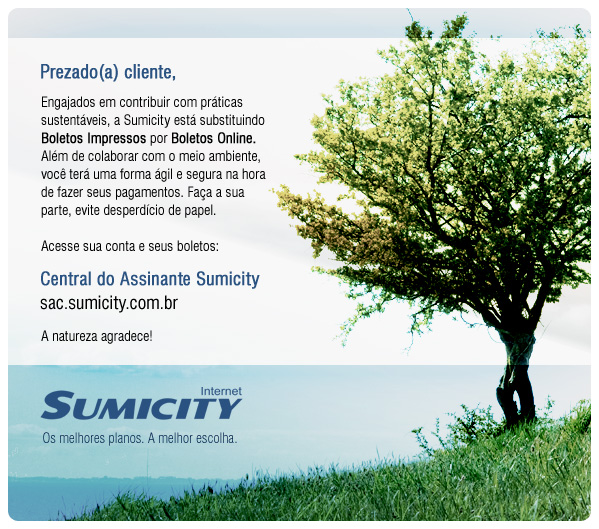 Prezado(a) cliente,
Engajados em contribuir com práticas
sustentáveis, a Sumicity está substituindo
Boletos Impressos por Boletos Online.
Além de colaborar com o meio ambiente,
você terá uma forma ágil e segura na hora
de fazer seus pagamentos. Faça a sua
parte, evite desperdício de papel.
Acesse sua conta e seus boletos:
Central do Assinante Sumicity
sac.sumicity.com.br
A natureza agradece!
Internet
SUMICITY
Os melhores planos. A melhor escolha.